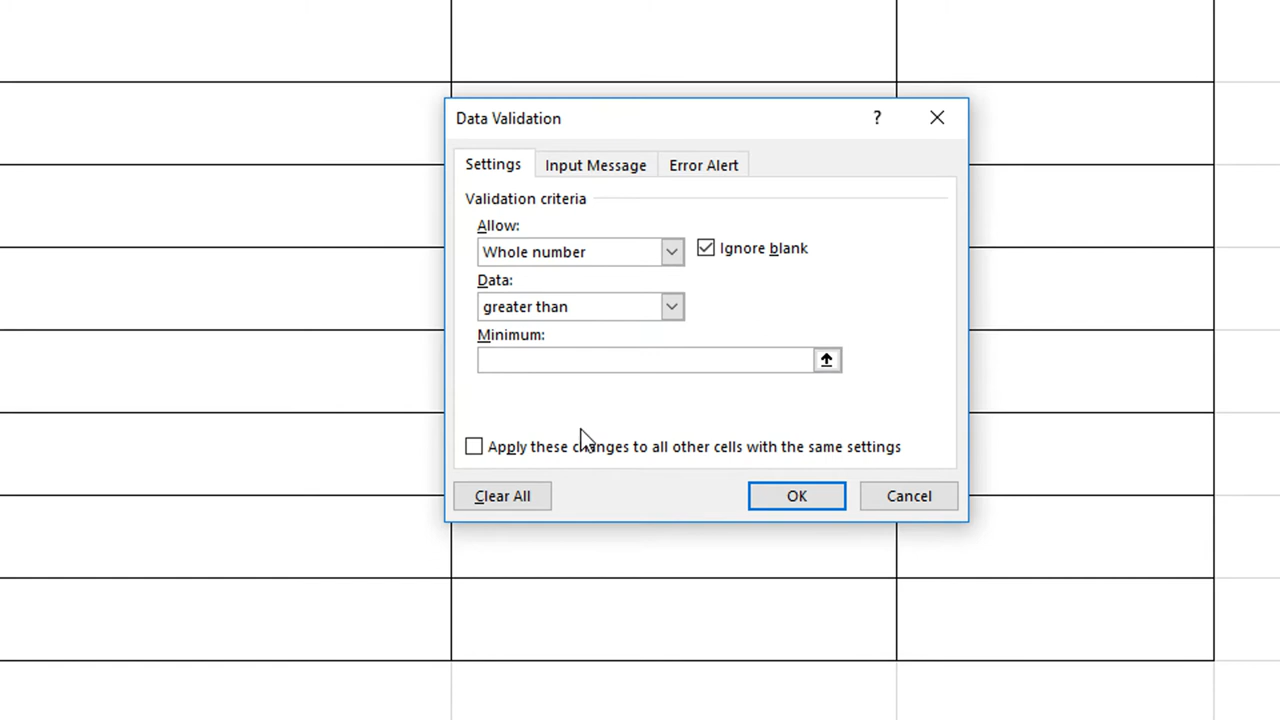 Data Validation ?
Settings Input Message Error Alert
Validation criteria
Allow:
Whole number Ignore blank
Data:
greater than
Minimum:
Apply these changes to all other cells with the same settings
Clear All OK Cancel